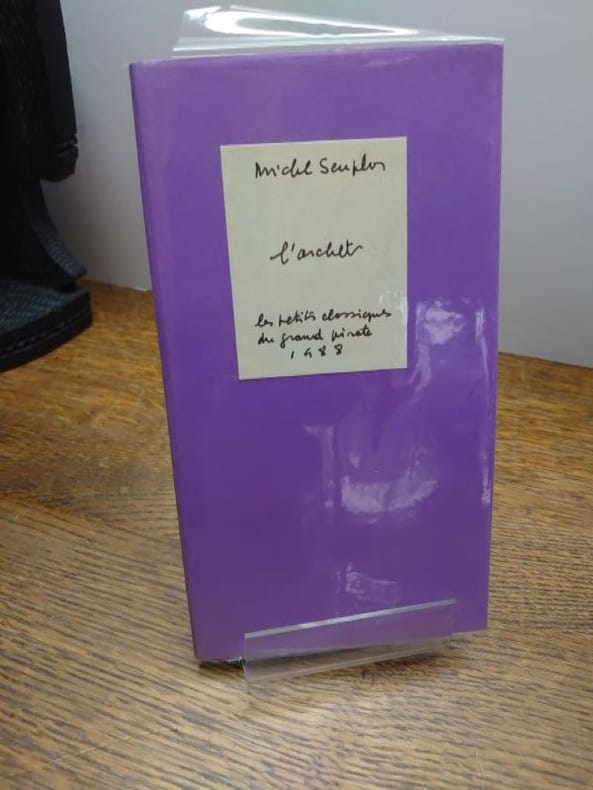 Michel Seuphor
l'archet
les petits classiques
du grand pirate
1988